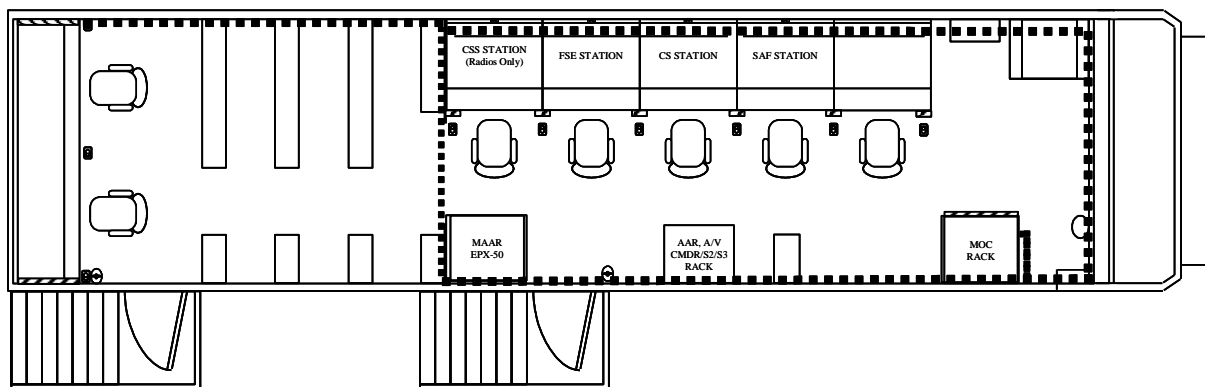 CSS STATION
(Radios Only)
FSE STATION
CS STATION
SAF STATION
MAAR
EPX-50
AAR, A/V
CMDR/S2/S3
RACK
MOC
RACK